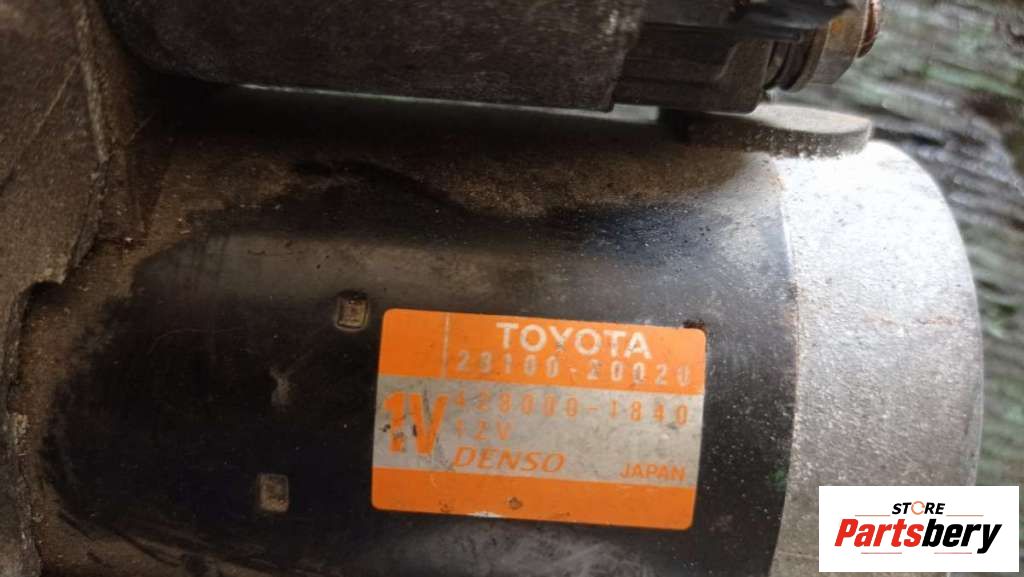 TOYOTA
28100-20020
1V
428000-1840
12V
DENSO
JAPAN
STORE
Partsbery